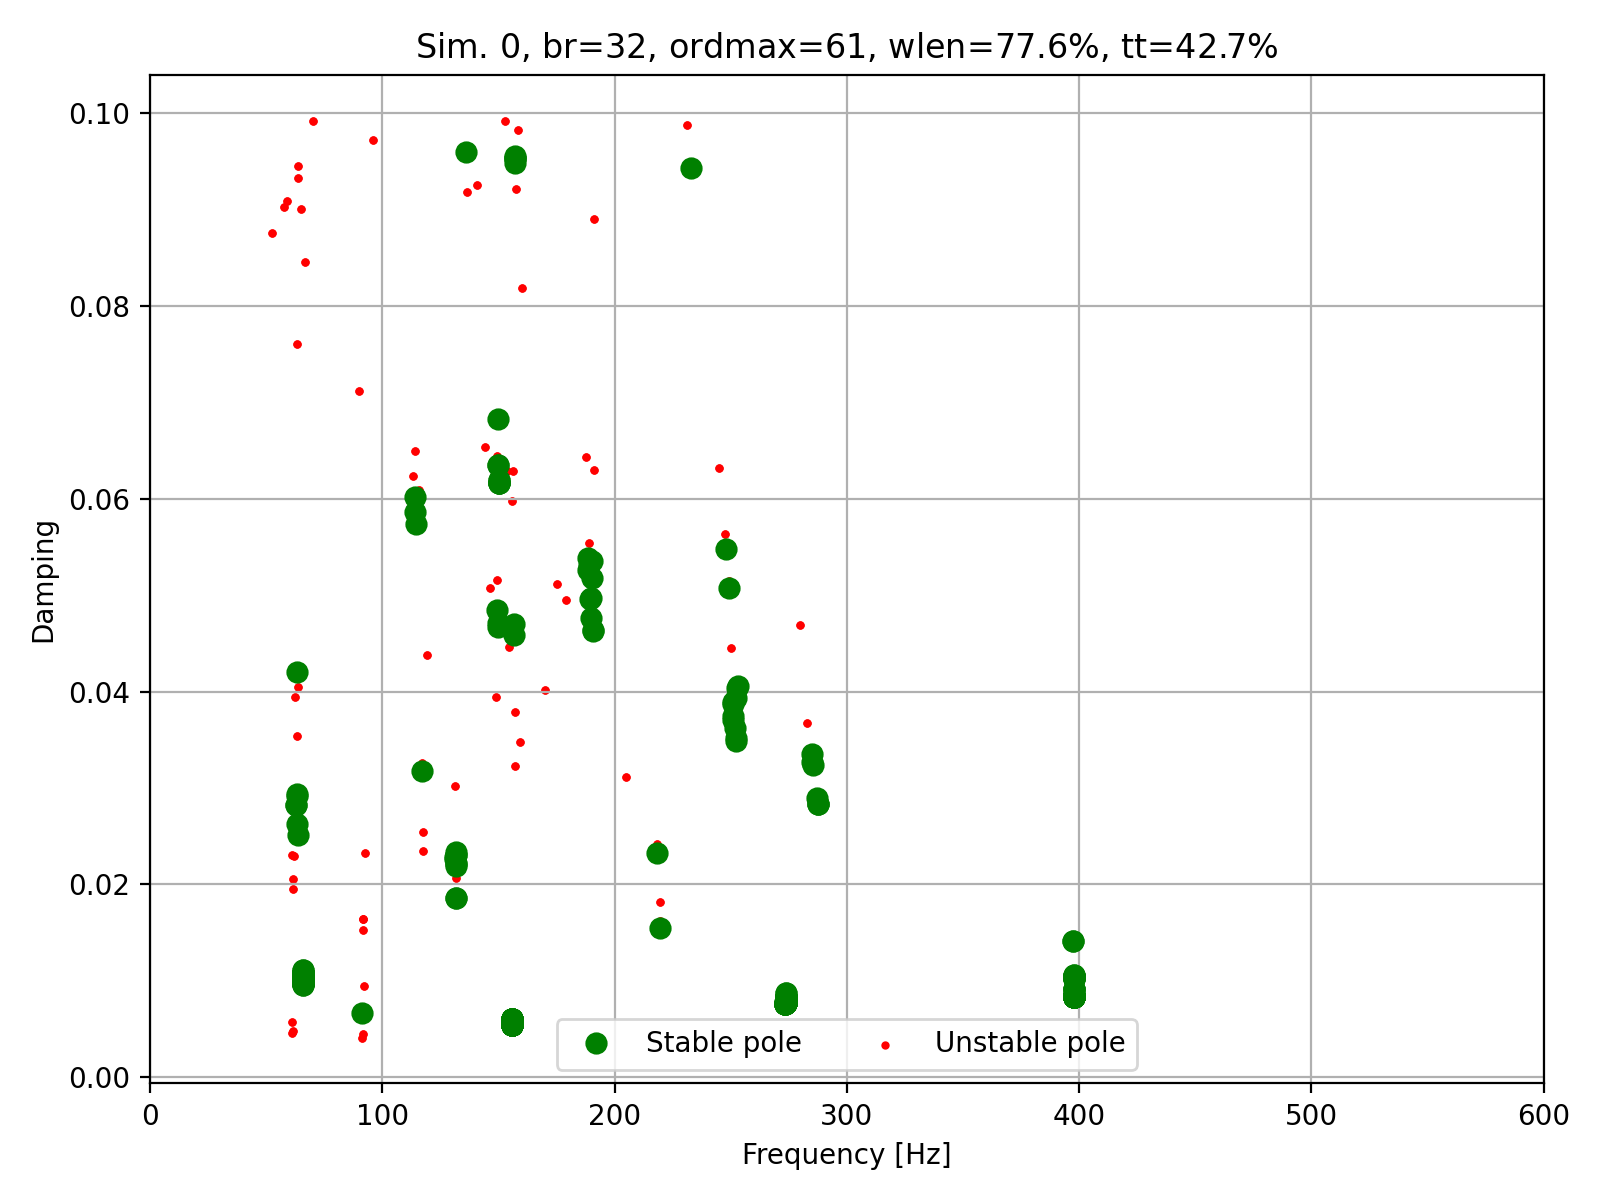 Sim. 0, br=32, ordmax=61, wlen=77.6%, tt=42.7%
0.10
0.08
0.06
0.04
0.02
0.00
Damping
Stable pole
Unstable pole
0
100
200
300
400
500
600
Frequency [Hz]